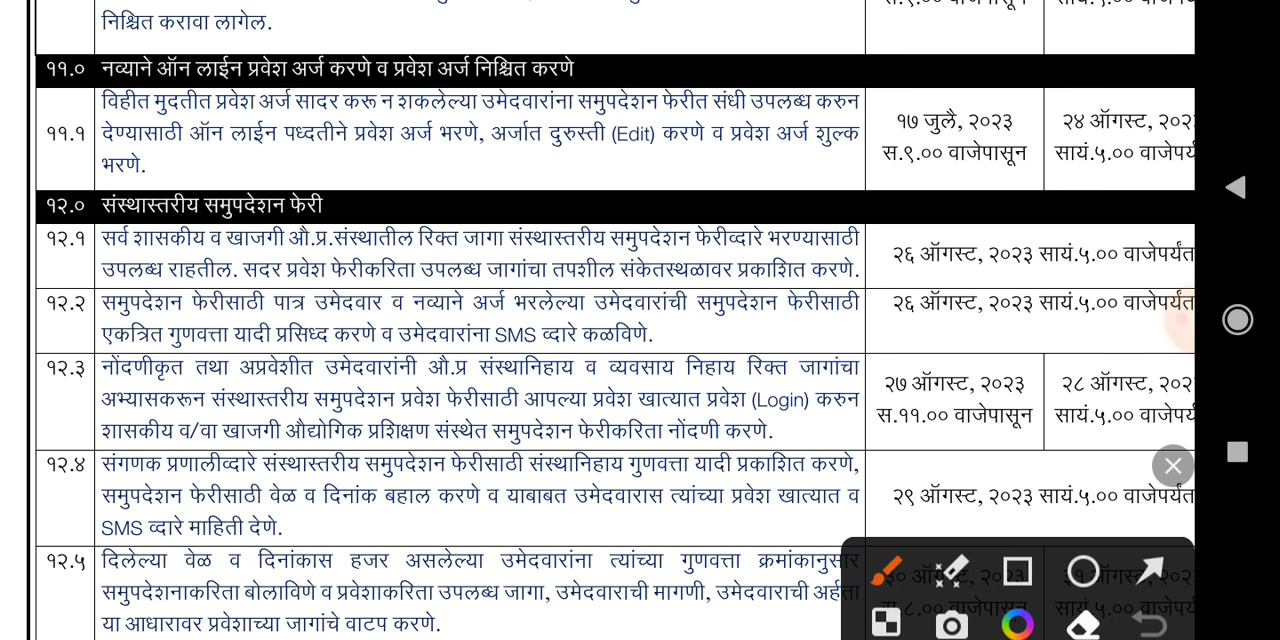 निश्चित करावा लागेल.
११.० नव्याने ऑन लाईन प्रवेश अर्ज करणे व प्रवेश अर्ज निश्चित करणे
विहीत मुदतीत प्रवेश अर्ज सादर करू न शकलेल्या उमेदवारांना समुपदेशन फेरीत संधी उपलब्ध करुन
११.१ देण्यासाठी ऑन लाईन पध्दतीने प्रवेश अर्ज भरणे, अर्जात दुरुस्ती (Edit) करणे व प्रवेश अर्ज शुल्क
भरणे.
१७ जुलै, २०२३
स.९.०० वाजेपासून
२४ ऑगस्ट,
सायं.५.००
१२.० संस्थास्तरीय समुपदेशन फेरी
१२.१ सर्व शासकीय व खाजगी औ.प्र.संस्थातील रिक्त जागा संस्थास्तरीय समुपदेशन फेरीव्दारे भरण्यासाठी
उपलब्ध राहतील. सदर प्रवेश फेरीकरिता उपलब्ध जागांचा तपशील संकेतस्थळावर प्रकाशित करणे.
२६ ऑगस्ट, २०२३ सायं.५.०० वाजेपर्यंत
१२.२ समुपदेशन फेरीसाठी पात्र उमेदवार व नव्याने अर्ज भरलेल्या उमेदवारांची समुपदेशन फेरीसाठी
एकत्रित गुणवत्ता यादी प्रसिध्द करणे व उमेदवारांना SMS व्दारे कळविणे.
२६ ऑगस्ट, २०२३ सायं.५.०० वाजेपर्यंत
१२.३ नोंदणीकृत तथा अप्रवेशीत उमेदवारांनी औ.प्र संस्थानिहाय व व्यवसाय निहाय रिक्त जागांचा
अभ्यासकरून संस्थास्तरीय समुपदेशन प्रवेश फेरीसाठी आपल्या प्रवेश खात्यात प्रवेश (Login) करुन
शासकीय व/वा खाजगी औद्योगिक प्रशिक्षण संस्थेत समुपदेशन फेरीकरिता नोंदणी करणे.
२७ ऑगस्ट, २०२३
स.११.०० वाजेपासून
२८ ऑगस्ट,
सायं.५.००
१२.४ संगणक प्रणालीव्दारे संस्थास्तरीय समुपदेशन फेरीसाठी संस्थानिहाय गुणवत्ता यादी प्रकाशित करणे,
समुपदेशन फेरीसाठी वेळ व दिनांक बहाल करणे व याबाबत उमेदवारास त्यांच्या प्रवेश खात्यात व
SMS व्दारे माहिती देणे.
२९ ऑगस्ट, २०२३ सायं.५.०० वाजेपर्यंत
१२.५ दिलेल्या वेळ व दिनांकास हजर असलेल्या उमेदवारांना त्यांच्या गुणवत्ता क्रमांकानुसार
समुपदेशनाकरिता बोलाविणे व प्रवेशाकरिता उपलब्ध जागा, उमेदवाराची मागणी, उमेदवाराची अर्हता
या आधारावर प्रवेशाच्या जागांचे वाटप करणे.